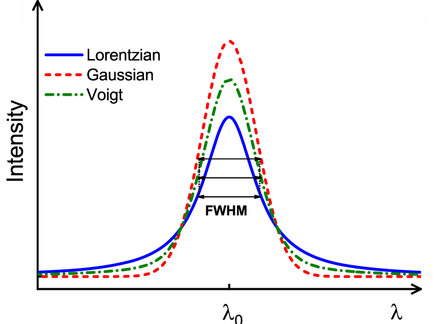 Lorentzian
Gaussian
Voigt
Intensity
FWHM
λ₀
λ